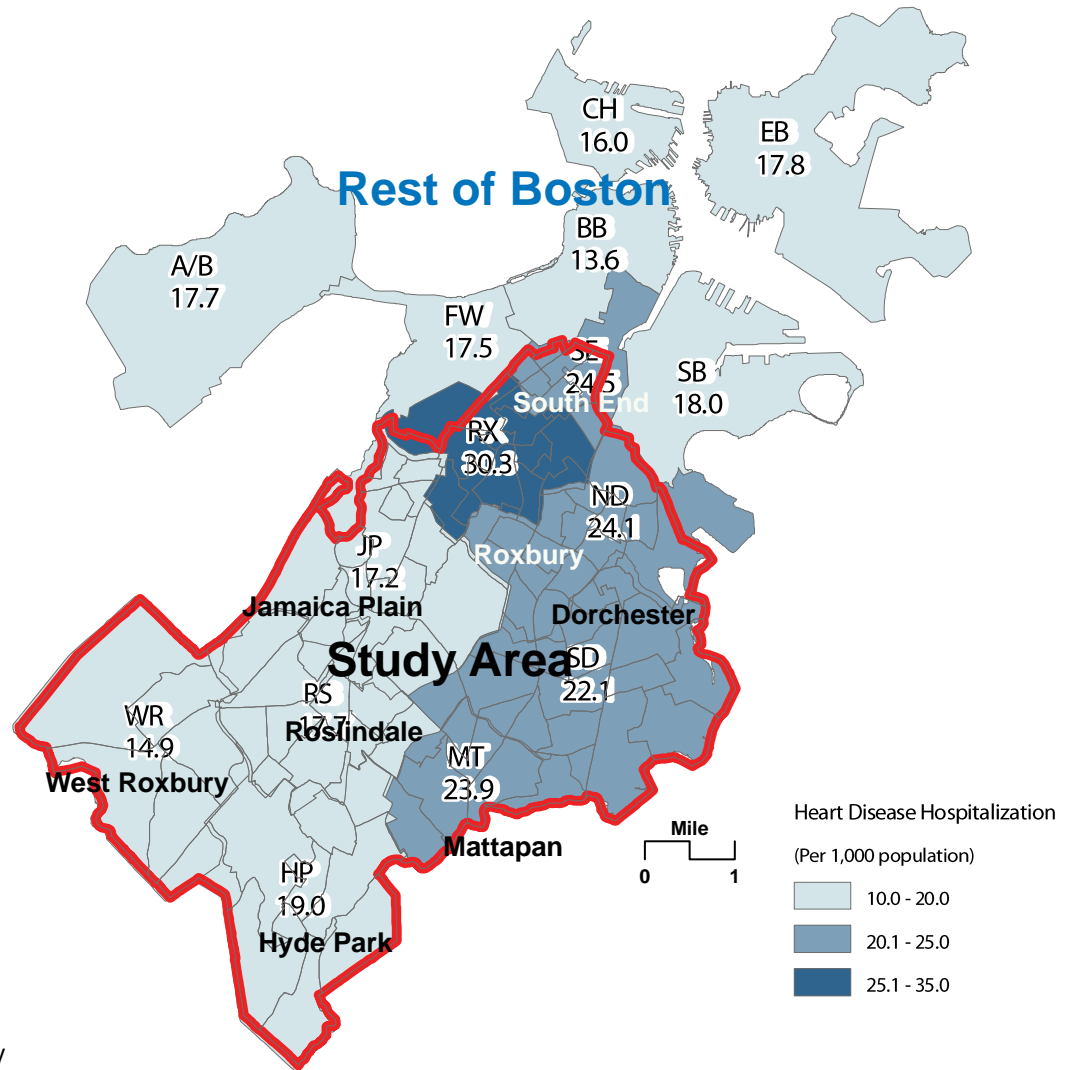 CH
16.0
EB
17.8
Rest of Boston
BB
13.6
A/B
17.7
FW
17.5
SE
24.5
SB
18.0
South End
RX
30.3
ND
24.1
JP
17.2
Roxbury
Jamaica Plain
Dorchester
Study Area
SD
22.1
RS
17.7
Roslindale
WR
14.9
West Roxbury
MT
23.9
Mattapan
HP
19.0
Hyde Park
Mile
0 1
Heart Disease Hospitalization
(Per 1,000 population)
10.0 - 20.0
20.1 - 25.0
25.1 - 35.0